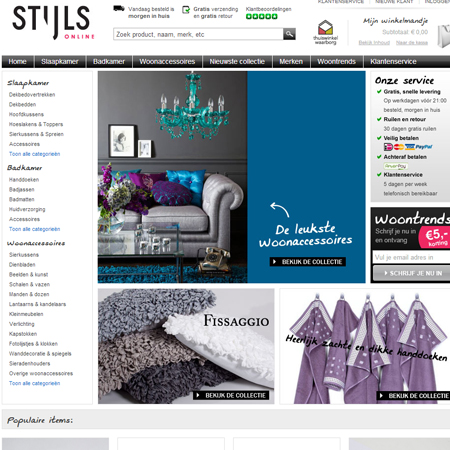 STIJLS
ONLINE
Vandaag besteld is
morgen in huis
Gratis verzending
en gratis retour
Klantbeoordelingen
Zoek product, naam, merk, etc
thuiswinkel
waarborg
KLANTENSERVICE | NIEUWE KLANT | INLOGGEN
Mijn winkelmandje
Subtotaal € 0,00
Bekijk Inhoud | Naar de kassa
Home | Slaapkamer | Badkamer | Woonaccessoires | Nieuwste collectie | Merken | Woontrends | Klantenservice
Slaapkamer
Dekbedovertrekken
Dekbedden
Hoofdkussens
Hoeslakens & Toppers
Sierkussens & Spreien
Accessoires
Toon alle categorieën
Badkamer
Handdoeken
Badjassen
Badmatten
Huidverzorging
Accessoires
Toon alle categorieën
Woonaccessoires
Sierkussens
Dienbladen
Beelden & kunst
Schalen & vazen
Manden & dozen
Lantaarns & kandelaars
Kleinmeubelen
Verlichting
Kapstokken
Fotolijstjes & klokken
Wanddecoratie & spiegels
Sieradenhouders
Overige woonaccessoires
Toon alle categorieën
De leukste
Woonaccessoires
BEKIJK DE COLLECTIE
Onze service
Gratis, snelle levering
Op werkdagen vóór 21:00
besteld, morgen in huis
Ruilen en retour
30 dagen gratis ruilen
Veilig betalen
VISA PayPal
Achteraf betalen
AfterPay
Klantenservice
5 dagen per week
telefonisch bereikbaar
Woontrends
Schrijf je nu in
en ontvang
€5,-
korting
Vul je email adres in
SCHRIJF JE NU IN
FISSAGGIO
BEKIJK DE COLLECTIE
Heerlijk zachte en dikke handdoeken
BEKIJK DE COLLECTIE
Populaire items: